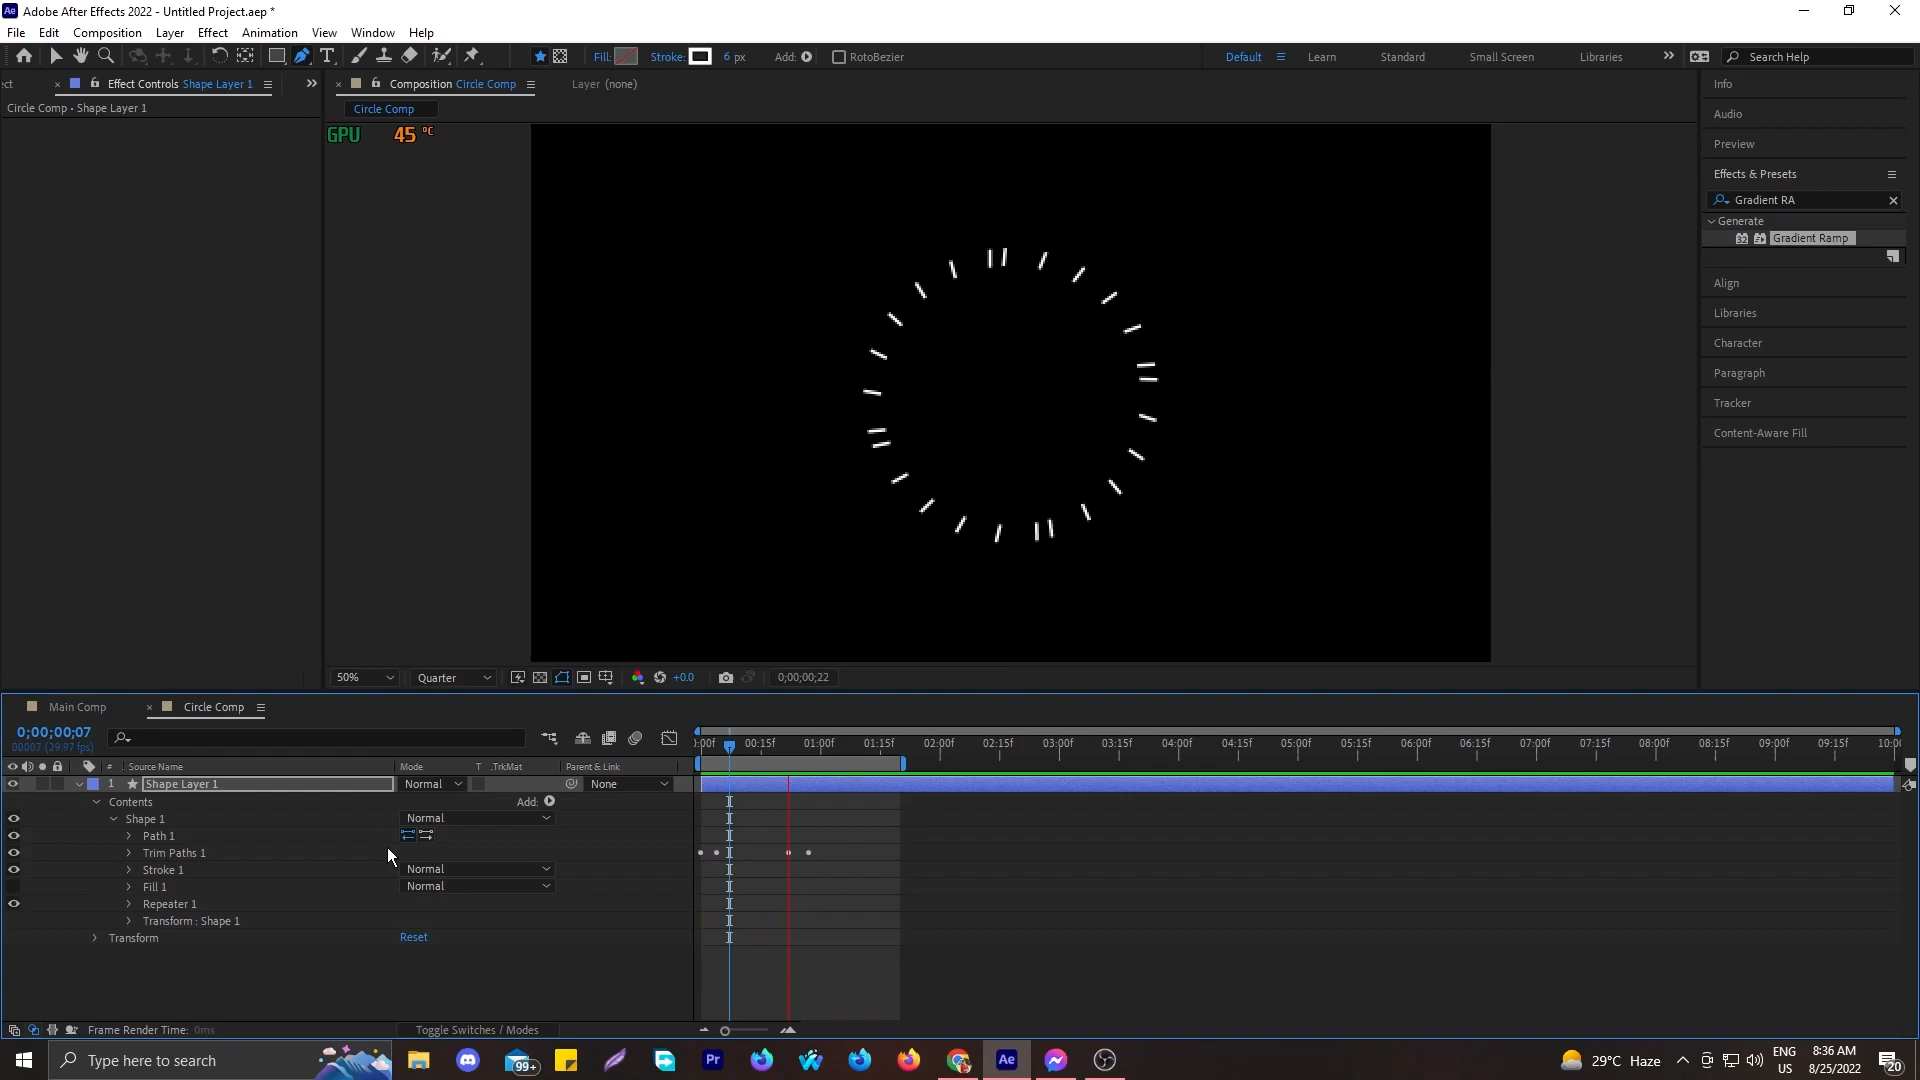 Ae Adobe After Effects 2022 - Untitled Project.aep *
File Edit Composition Layer Effect Animation View Window Help
Fill: Stroke: 6 px Add: RotoBezier
Default Learn Standard Small Screen Libraries Search Help
ect Effect Controls Shape Layer 1
Composition Circle Comp Layer (none)
Circle Comp • Shape Layer 1
Circle Comp
GPU 45 °C
Info
Audio
Preview
Effects & Presets
Gradient RA
Generate
32 Gradient Ramp
Align
Libraries
Character
Paragraph
Tracker
Content-Aware Fill
50% Quarter +0.0 0;00;00;22
Main Comp Circle Comp
0;00;00;07
00007 (29.97 fps)
):00f 00:15f 01:00f 01:15f 02:00f 02:15f 03:00f 03:15f 04:00f 04:15f 05:00f 05:15f 06:00f 06:15f 07:00f 07:15f 08:00f 08:15f 09:00f 09:15f 10:0(
# Source Name Mode T .TrkMat Parent & Link
1 Shape Layer 1 Normal None
Contents Add:
Shape 1 Normal
Path 1
Trim Paths 1
Stroke 1 Normal
Fill 1 Normal
Repeater 1
Transform : Shape 1
Transform Reset
Frame Render Time: 0ms Toggle Switches / Modes
Type here to search
99+
Pr
Ae
29°C Haze
ENG
US
8:36 AM
8/25/2022
20